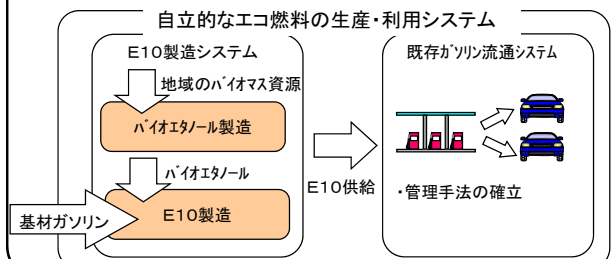 自立的なエコ燃料の生産・利用システム
E10製造システム
地域のﾊﾞｲｵﾏｽ資源
ﾊﾞｲｵｴﾀﾉｰﾙ製造
ﾊﾞｲｵｴﾀﾉｰﾙ
基材ガソリン
E10製造
E10供給
既存ｶﾞｿﾘﾝ流通ｼｽﾃﾑ
・管理手法の確立